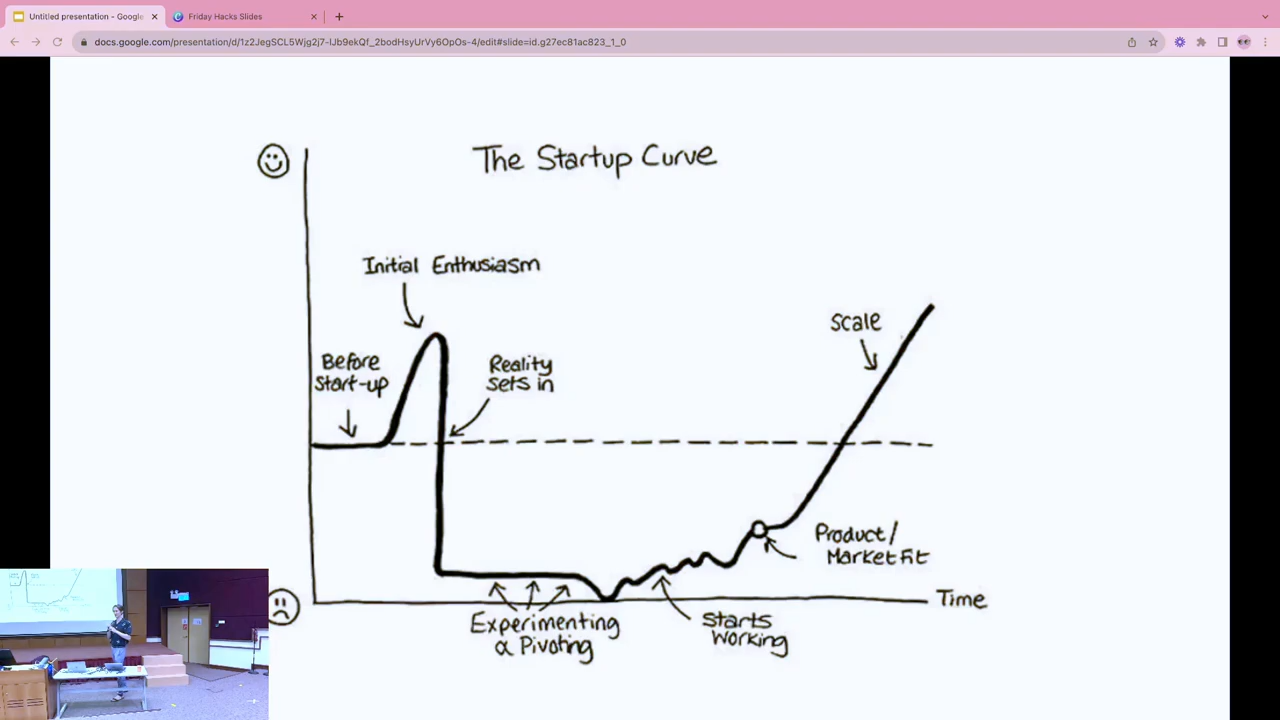 Untitled presentation - Google
Friday Hacks Slides
docs.google.com/presentation/d/1z2JegSCL5Wjg2j7-lJb9ekQf_2bodHsyUrVy6OpOs-4/edit#slide=id.g27ec81ac823_1_0
The Startup Curve
Initial Enthusiasm
Scale
Before
start-up
Reality
sets in
Product/
Market Fit
Time
Experimenting
& Pivoting
Starts
Working